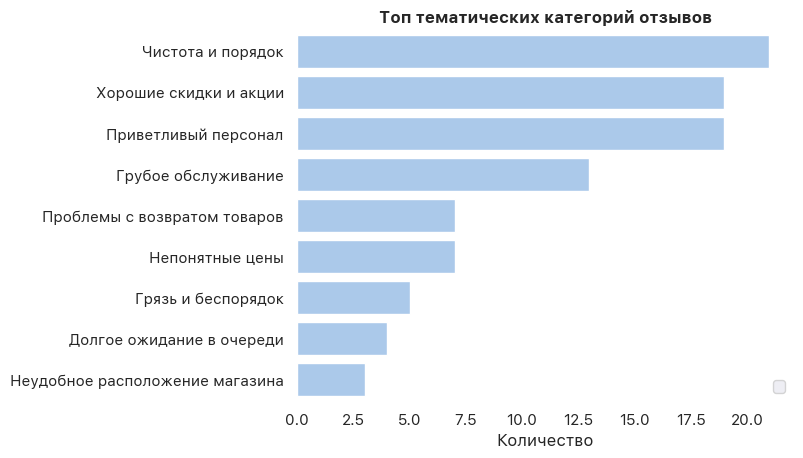 Топ тематических категорий отзывов
Чистота и порядок
Хорошие скидки и акции
Приветливый персонал
Грубое обслуживание
Проблемы с возвратом товаров
Непонятные цены
Грязь и беспорядок
Долгое ожидание в очереди
Неудобное расположение магазина
0.0 2.5 5.0 7.5 10.0 12.5 15.0 17.5 20.0
Количество